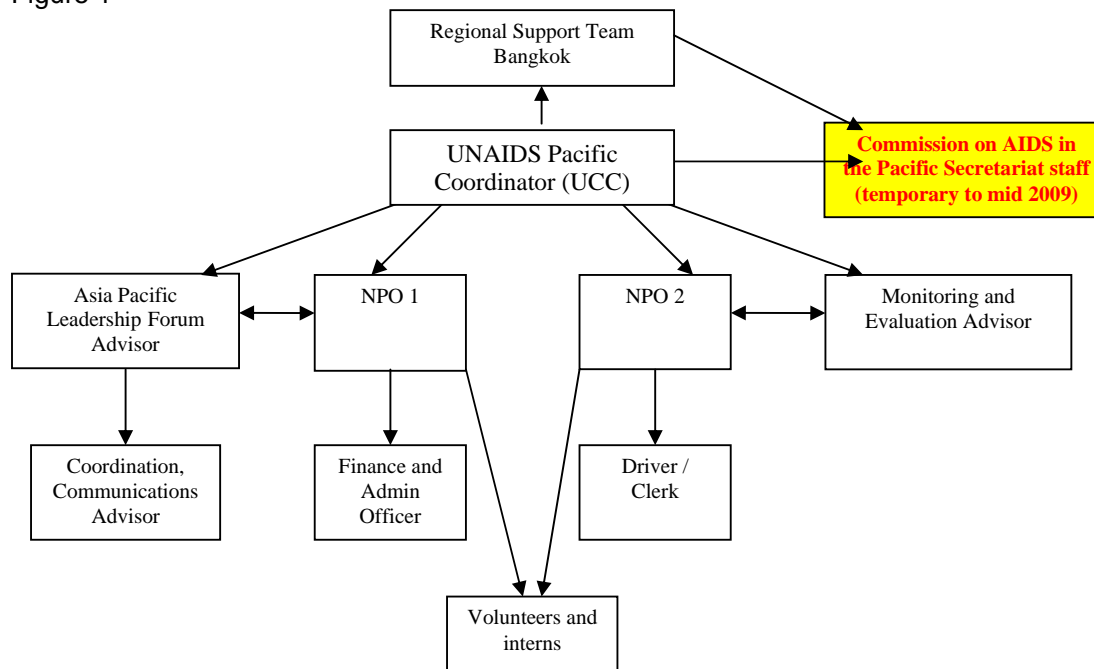 Regional Support Team
Bangkok
UNAIDS Pacific
Coordinator (UCC)
Commission on AIDS in
the Pacific Secretariat staff
(temporary to mid 2009)
Asia Pacific
Leadership Forum
Advisor
NPO 1
NPO 2
Monitoring and
Evaluation Advisor
Coordination,
Communications
Advisor
Finance and
Admin
Officer
Driver /
Clerk
Volunteers and
interns